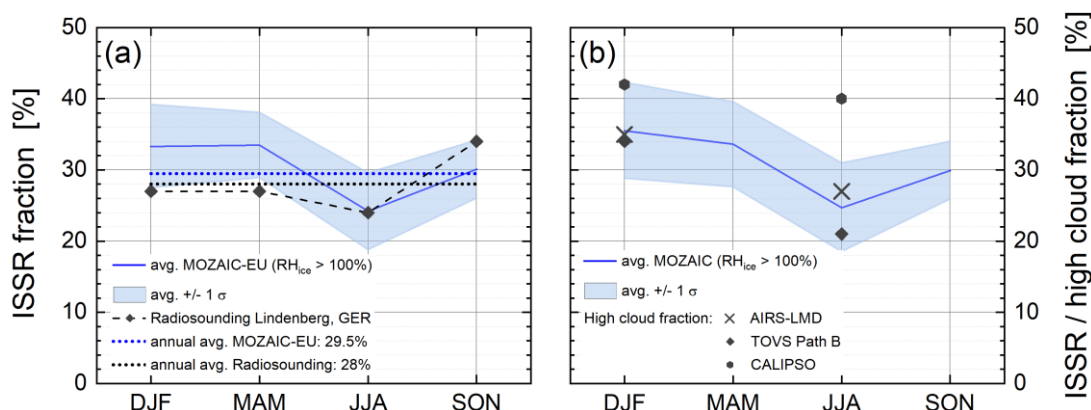 (a)
ISSR fraction [%]
50
40
30
20
10
0
avg. MOZAIC-EU (RHice > 100%)
avg. +/- 1 σ
Radiosounding Lindenberg, GER
annual avg. MOZAIC-EU: 29.5%
annual avg. Radiosounding: 28%
DJF MAM JJA SON
(b)
avg. MOZAIC (RHice > 100%)
avg. +/- 1 σ
High cloud fraction: AIRS-LMD
TOVS Path B
CALIPSO
DJF MAM JJA SON
50
40
30
20
10
0
ISSR / high cloud fraction [%]